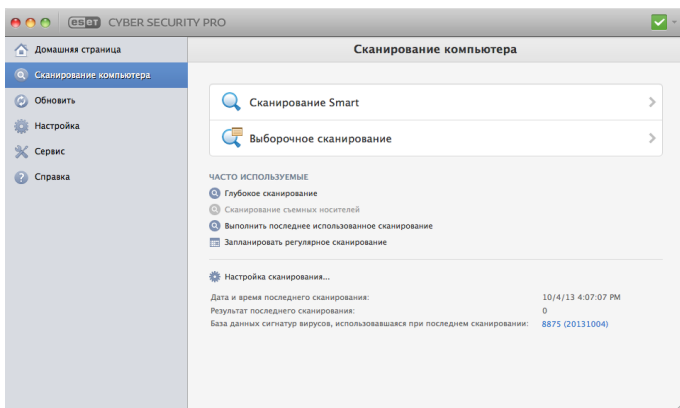 eset CYBER SECURITY PRO
Домашняя страница
Сканирование компьютера
Обновить
Настройка
Сервис
Справка
Сканирование компьютера
Сканирование Smart
Выборочное сканирование
ЧАСТО ИСПОЛЬЗУЕМЫЕ
Глубокое сканирование
Сканирование съемных носителей
Выполнить последнее использованное сканирование
Запланировать регулярное сканирование
Настройка сканирования...
Дата и время последнего сканирования: 10/4/13 4:07:07 PM
Результат последнего сканирования: 0
База данных сигнатур вирусов, использовавшаяся при последнем сканировании: 8875 (20131004)